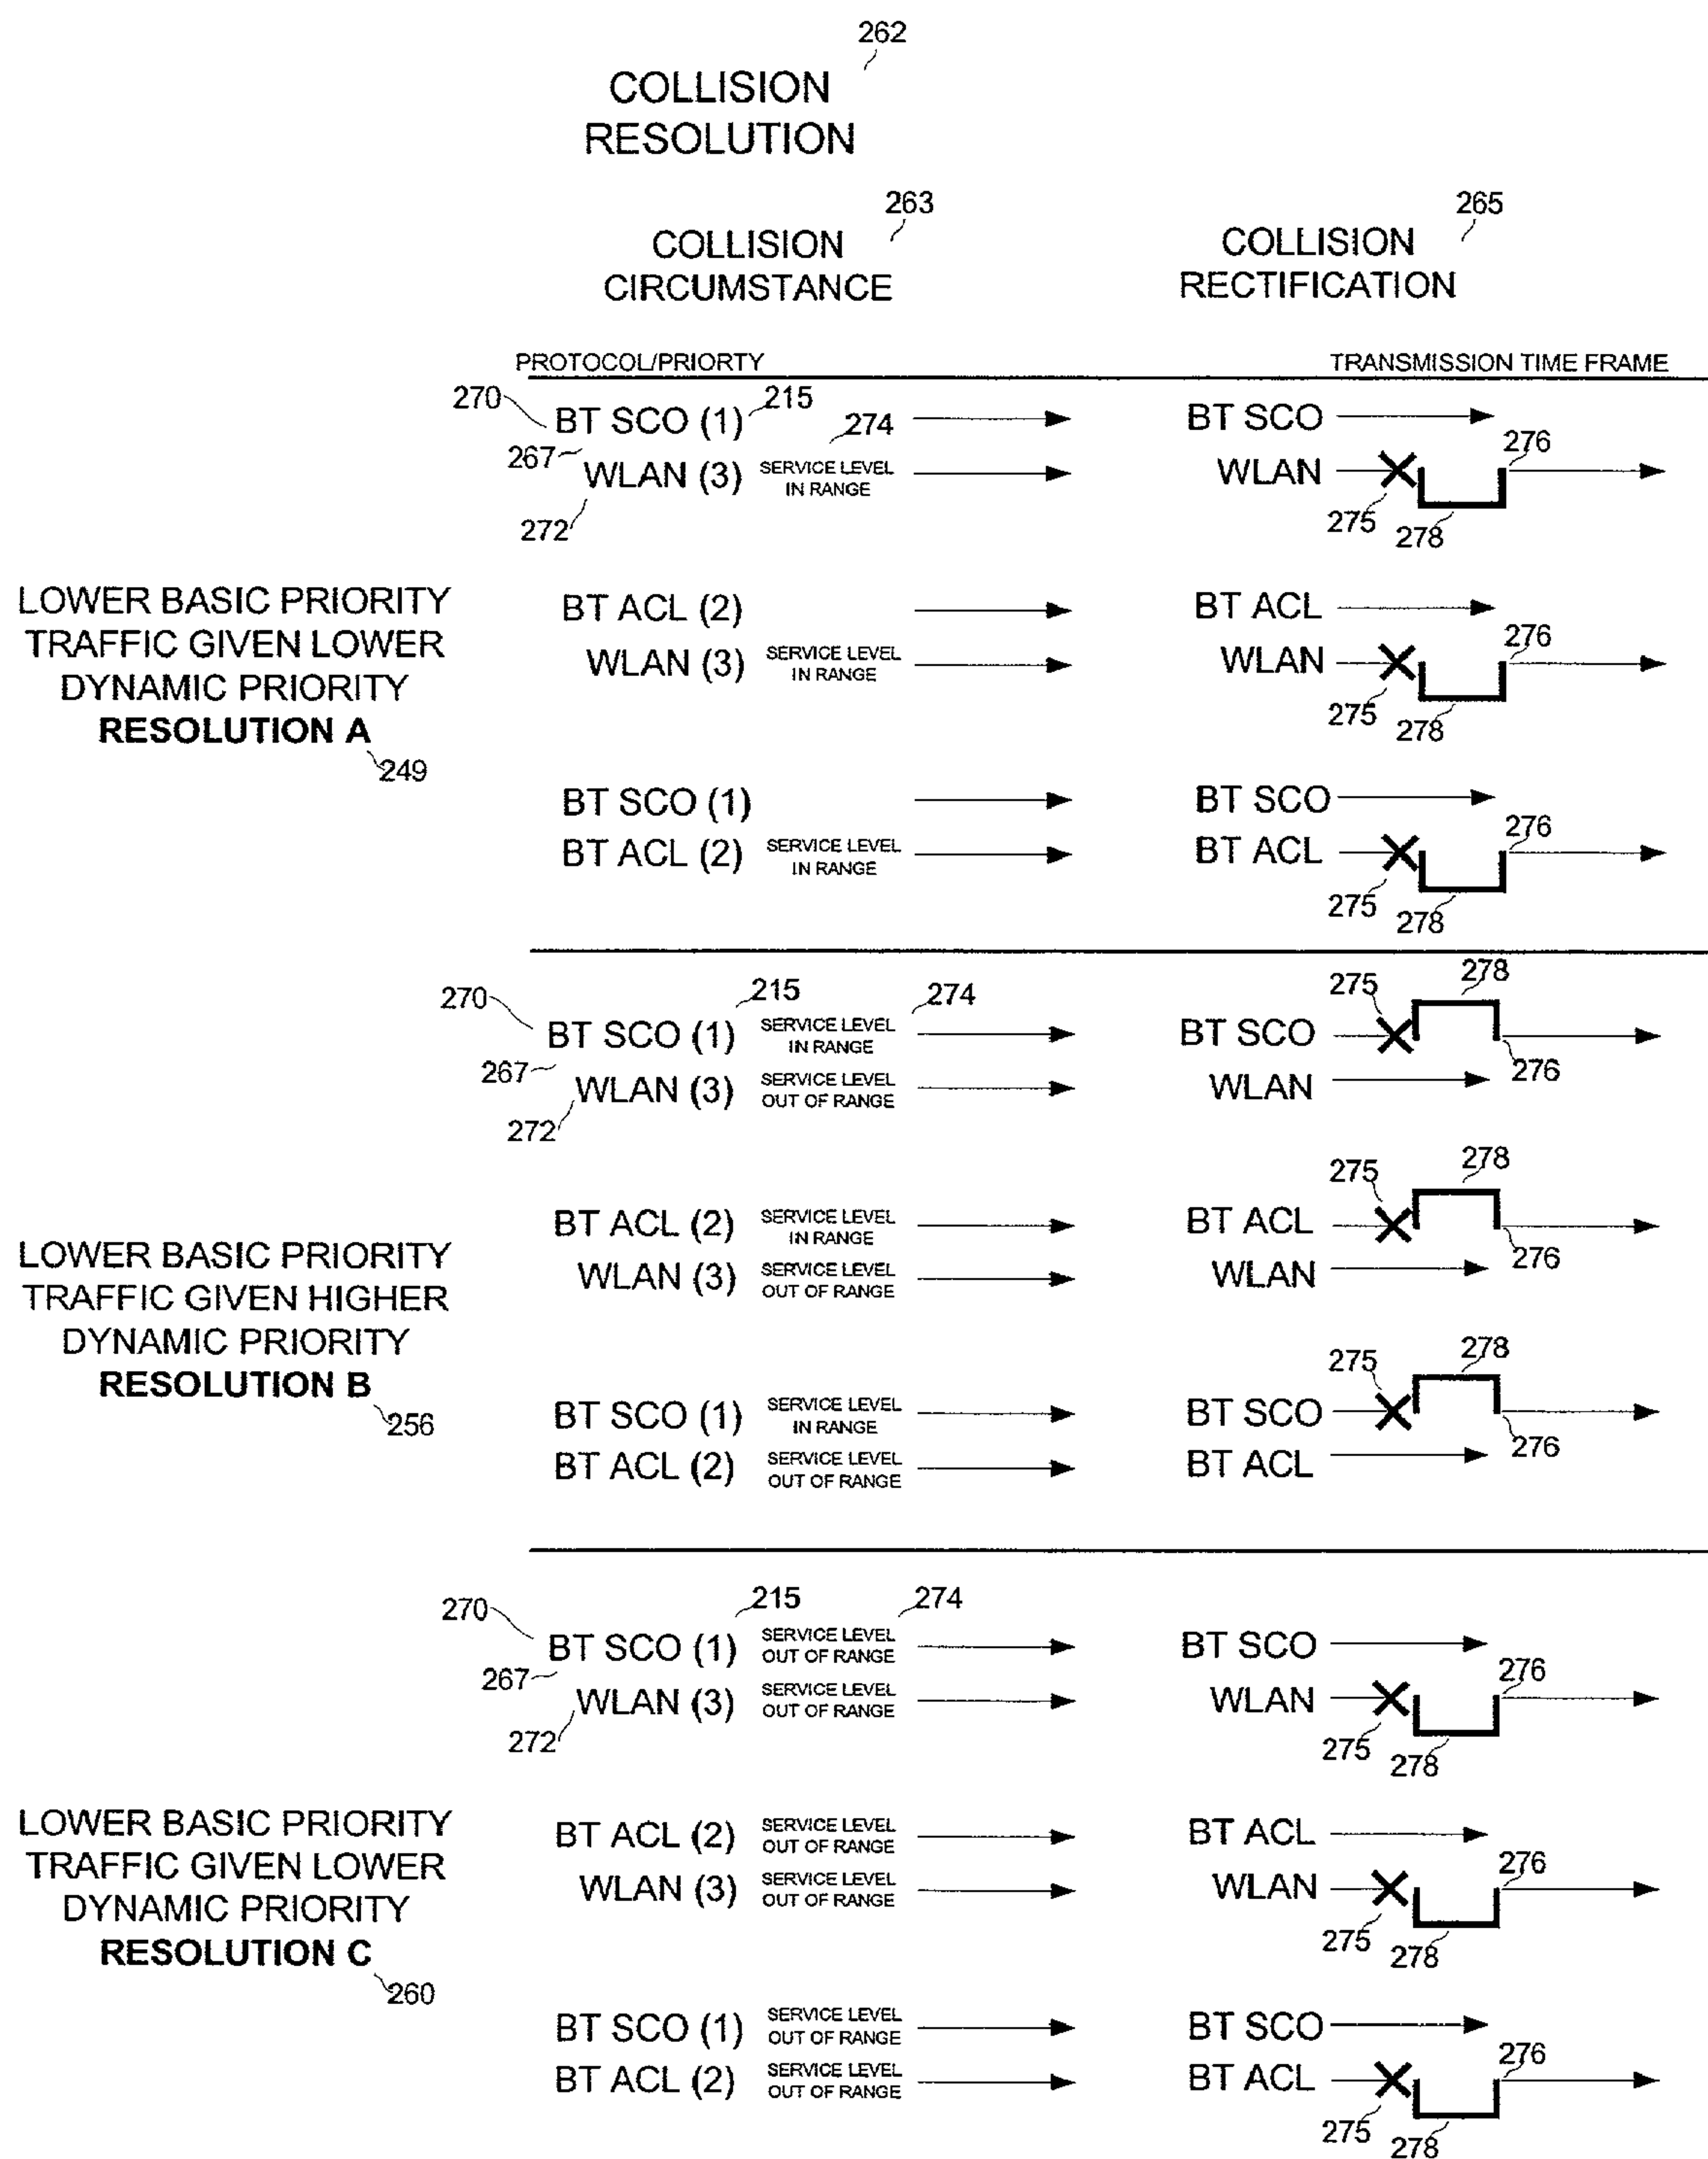 262
COLLISION
RESOLUTION
263
COLLISION
CIRCUMSTANCE
265
COLLISION
RECTIFICATION
PROTOCOL/PRIORTY
TRANSMISSION TIME FRAME
270 BT SCO (1) 215
267
274
WLAN (3) SERVICE LEVEL
IN RANGE
272
BT SCO
WLAN
276
275
278
LOWER BASIC PRIORITY
TRAFFIC GIVEN LOWER
DYNAMIC PRIORITY
RESOLUTION A
249
BT ACL (2)
WLAN (3) SERVICE LEVEL
IN RANGE
BT ACL
WLAN
276
275
278
BT SCO (1)
BT ACL (2) SERVICE LEVEL
IN RANGE
BT SCO
BT ACL
276
275
278
270
215
274
BT SCO (1) SERVICE LEVEL
IN RANGE
267
WLAN (3) SERVICE LEVEL
OUT OF RANGE
272
275
278
BT SCO
276
WLAN
LOWER BASIC PRIORITY
TRAFFIC GIVEN HIGHER
DYNAMIC PRIORITY
RESOLUTION B
256
BT ACL (2) SERVICE LEVEL
IN RANGE
WLAN (3) SERVICE LEVEL
OUT OF RANGE
275
278
BT ACL
276
WLAN
BT SCO (1) SERVICE LEVEL
IN RANGE
BT ACL (2) SERVICE LEVEL
OUT OF RANGE
275
278
BT SCO
276
BT ACL
270
215
274
BT SCO (1) SERVICE LEVEL
OUT OF RANGE
267
WLAN (3) SERVICE LEVEL
OUT OF RANGE
272
BT SCO
WLAN
276
275
278
LOWER BASIC PRIORITY
TRAFFIC GIVEN LOWER
DYNAMIC PRIORITY
RESOLUTION C
260
BT ACL (2) SERVICE LEVEL
OUT OF RANGE
WLAN (3) SERVICE LEVEL
OUT OF RANGE
BT ACL
WLAN
276
275
278
BT SCO (1) SERVICE LEVEL
OUT OF RANGE
BT ACL (2) SERVICE LEVEL
OUT OF RANGE
BT SCO
BT ACL
276
275
278